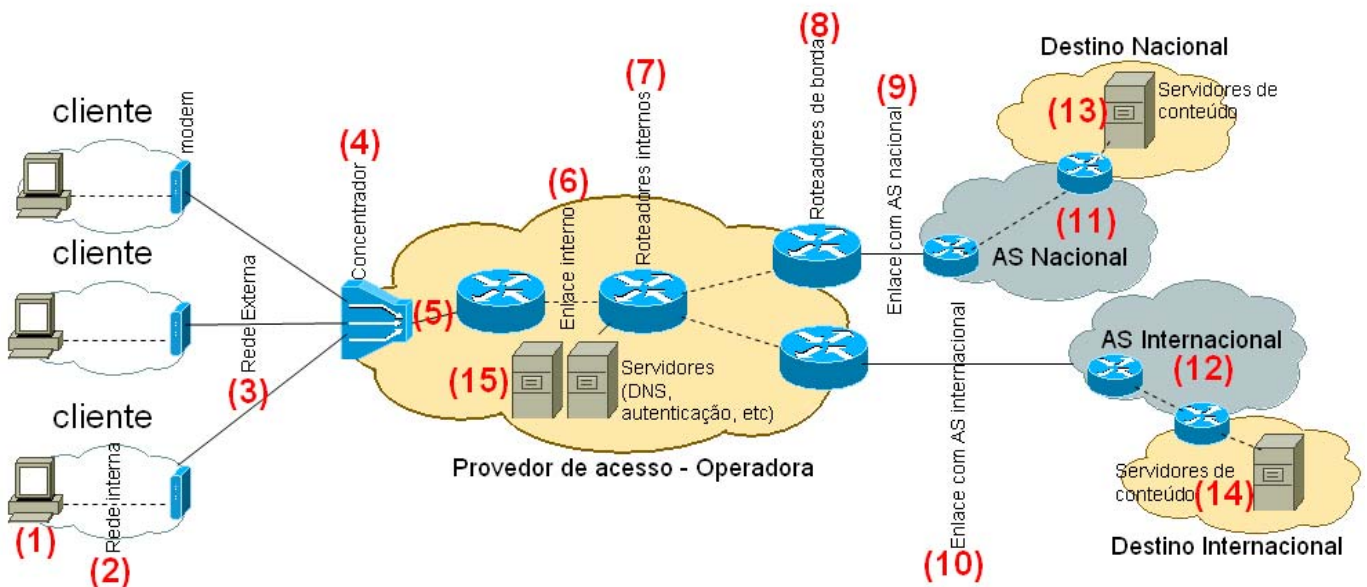 cliente
modem
cliente
cliente
Rede interna
(1)
(2)
Rede Externa
(3)
(4)
Concentrador
(5)
(6)
Enlace interno
(7)
Roteadores internos
(15)
Servidores
(DNS,
autenticação, etc)
Provedor de acesso - Operadora
(8)
Roteadores de borda
(9)
Enlace com AS nacional
(10)
Enlace com AS internacional
Destino Nacional
(13)
Servidores de
conteúdo
(11)
AS Nacional
AS Internacional
(12)
Servidores de
conteúdo
(14)
Destino Internacional